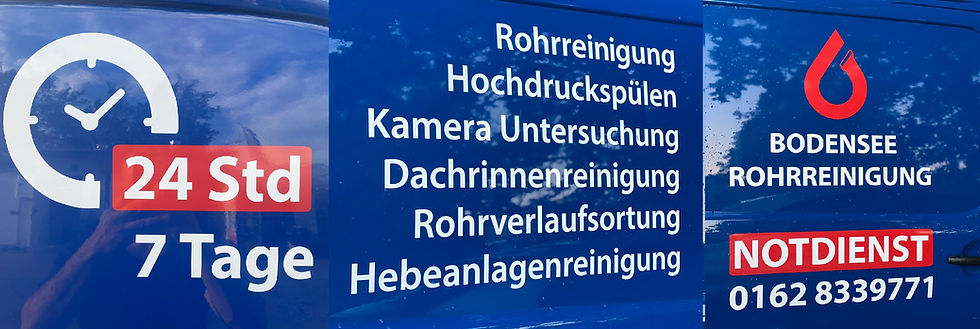 24 Std
7 Tage
Rohrreinigung
Hochdruckspülen
Kamera Untersuchung
Dachrinnenreinigung
Rohrverlaufsortung
Hebeanlagenreinigung
BODENSEE
ROHRREINIGUNG
NOTDIENST
0162 8339771